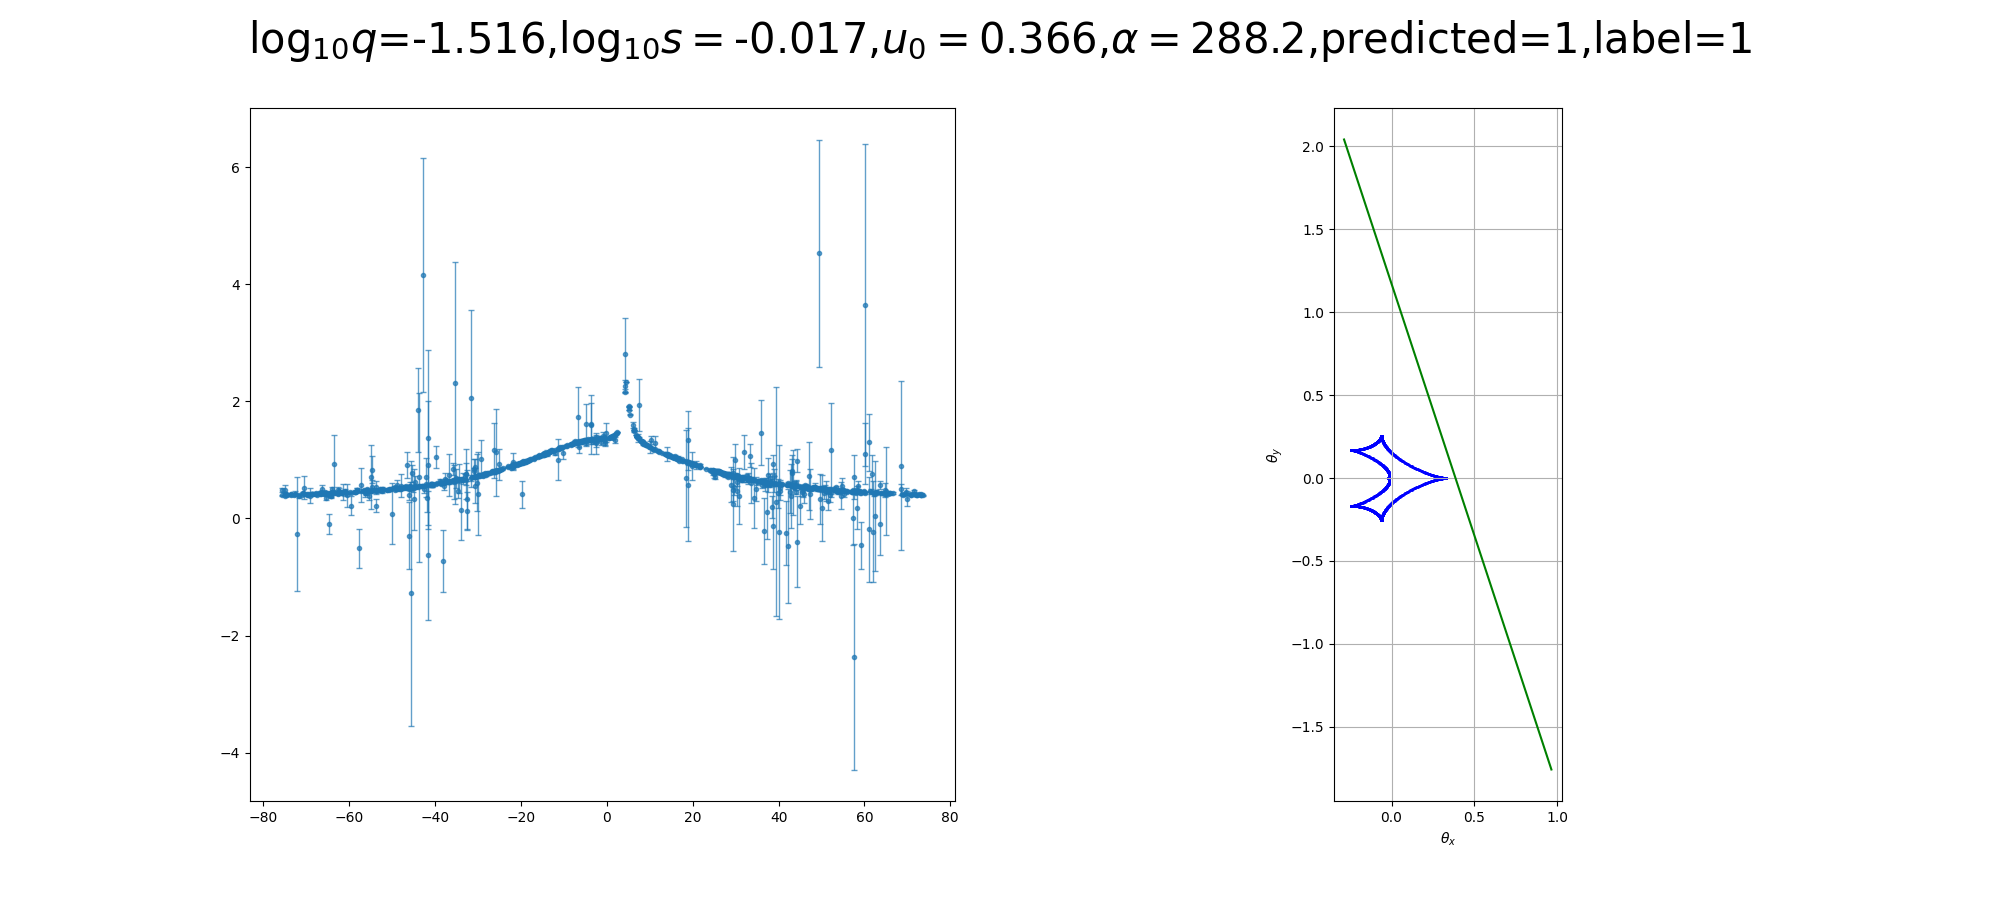 log₁₀q=-1.516,log₁₀s = -0.017,u₀ = 0.366,α = 288.2,predicted=1,label=1
6
4
2
0
−2
−4
−80 −60 −40 −20 0 20 40 60 80
2.0
1.5
1.0
0.5
0.0
−0.5
−1.0
−1.5
θy
0.0 0.5 1.0
θx